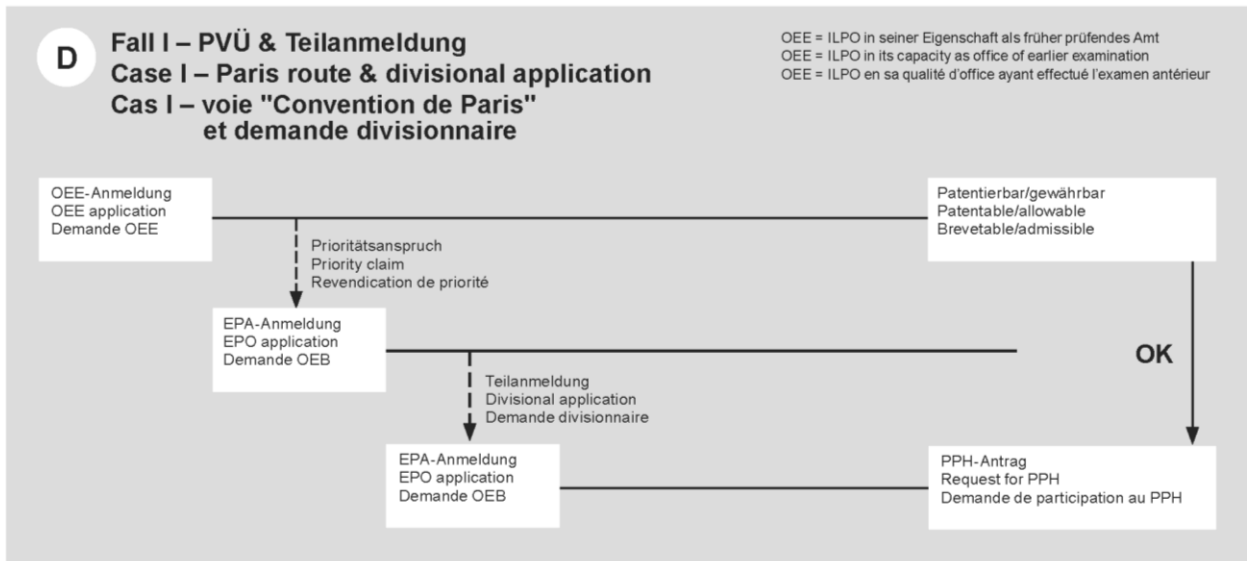 D
Fall I – PVÜ & Teilanmeldung
Case I – Paris route & divisional application
Cas I – voie "Convention de Paris"
et demande divisionnaire
OEE = ILPO in seiner Eigenschaft als früher prüfendes Amt
OEE = ILPO in its capacity as office of earlier examination
OEE = ILPO en sa qualité d'office ayant effectué l'examen antérieur
OEE-Anmeldung
OEE application
Demande OEE
Patentierbar/gewährbar
Patentable/allowable
Brevetable/admissible
Prioritätsanspruch
Priority claim
Revendication de priorité
EPA-Anmeldung
EPO application
Demande OEB
OK
Teilanmeldung
Divisional application
Demande divisionnaire
EPA-Anmeldung
EPO application
Demande OEB
PPH-Antrag
Request for PPH
Demande de participation au PPH